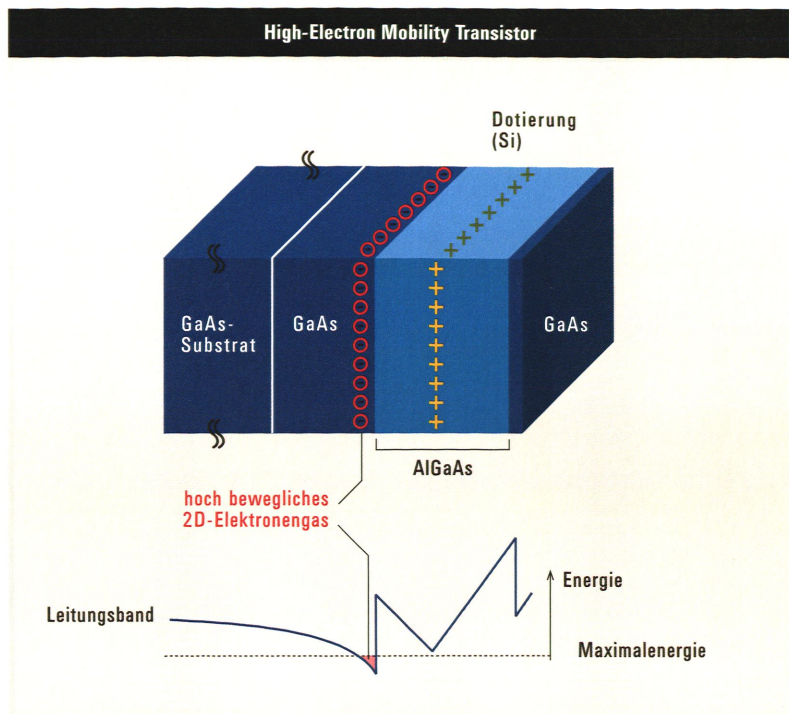 High-Electron Mobility Transistor
Dotierung
(Si)
GaAs-
Substrat
GaAs
GaAs
AlGaAs
hoch bewegliches
2D-Elektronengas
Energie
Leitungsband
Maximalenergie